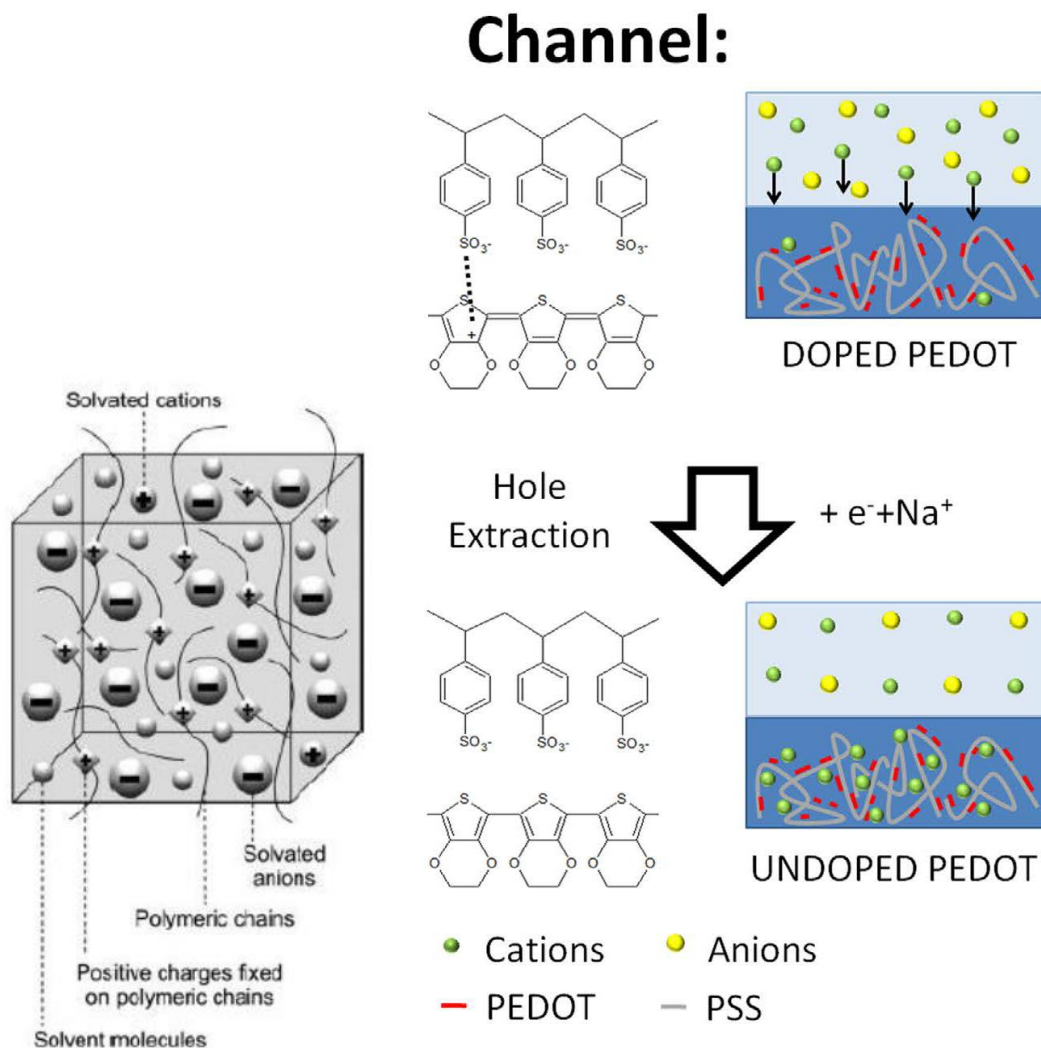 Channel:
SO₃-
SO₃-
SO₃-
S
S
S
+
O
O
O
O
O
O
DOPED PEDOT
Solvated cations
Hole
Extraction
+ e⁻+Na⁺
SO₃-
SO₃-
SO₃-
S
S
S
O
O
O
O
O
O
UNDOPED PEDOT
Solvated
anions
Polymeric chains
Positive charges fixed
on polymeric chains
Solvent molecules
Cations
Anions
PEDOT
PSS